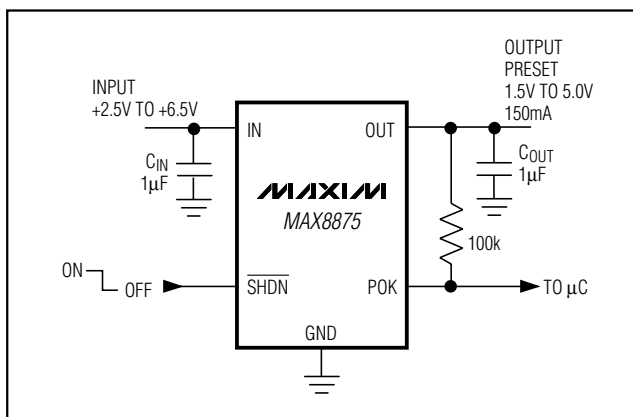 INPUT
+2.5V TO +6.5V
OUTPUT
PRESET
1.5V TO 5.0V
150mA
IN
OUT
CIN
1µF
COUT
1µF
MAXIM
MAX8875
100k
ON
OFF
SHDN
POK
TO µC
GND